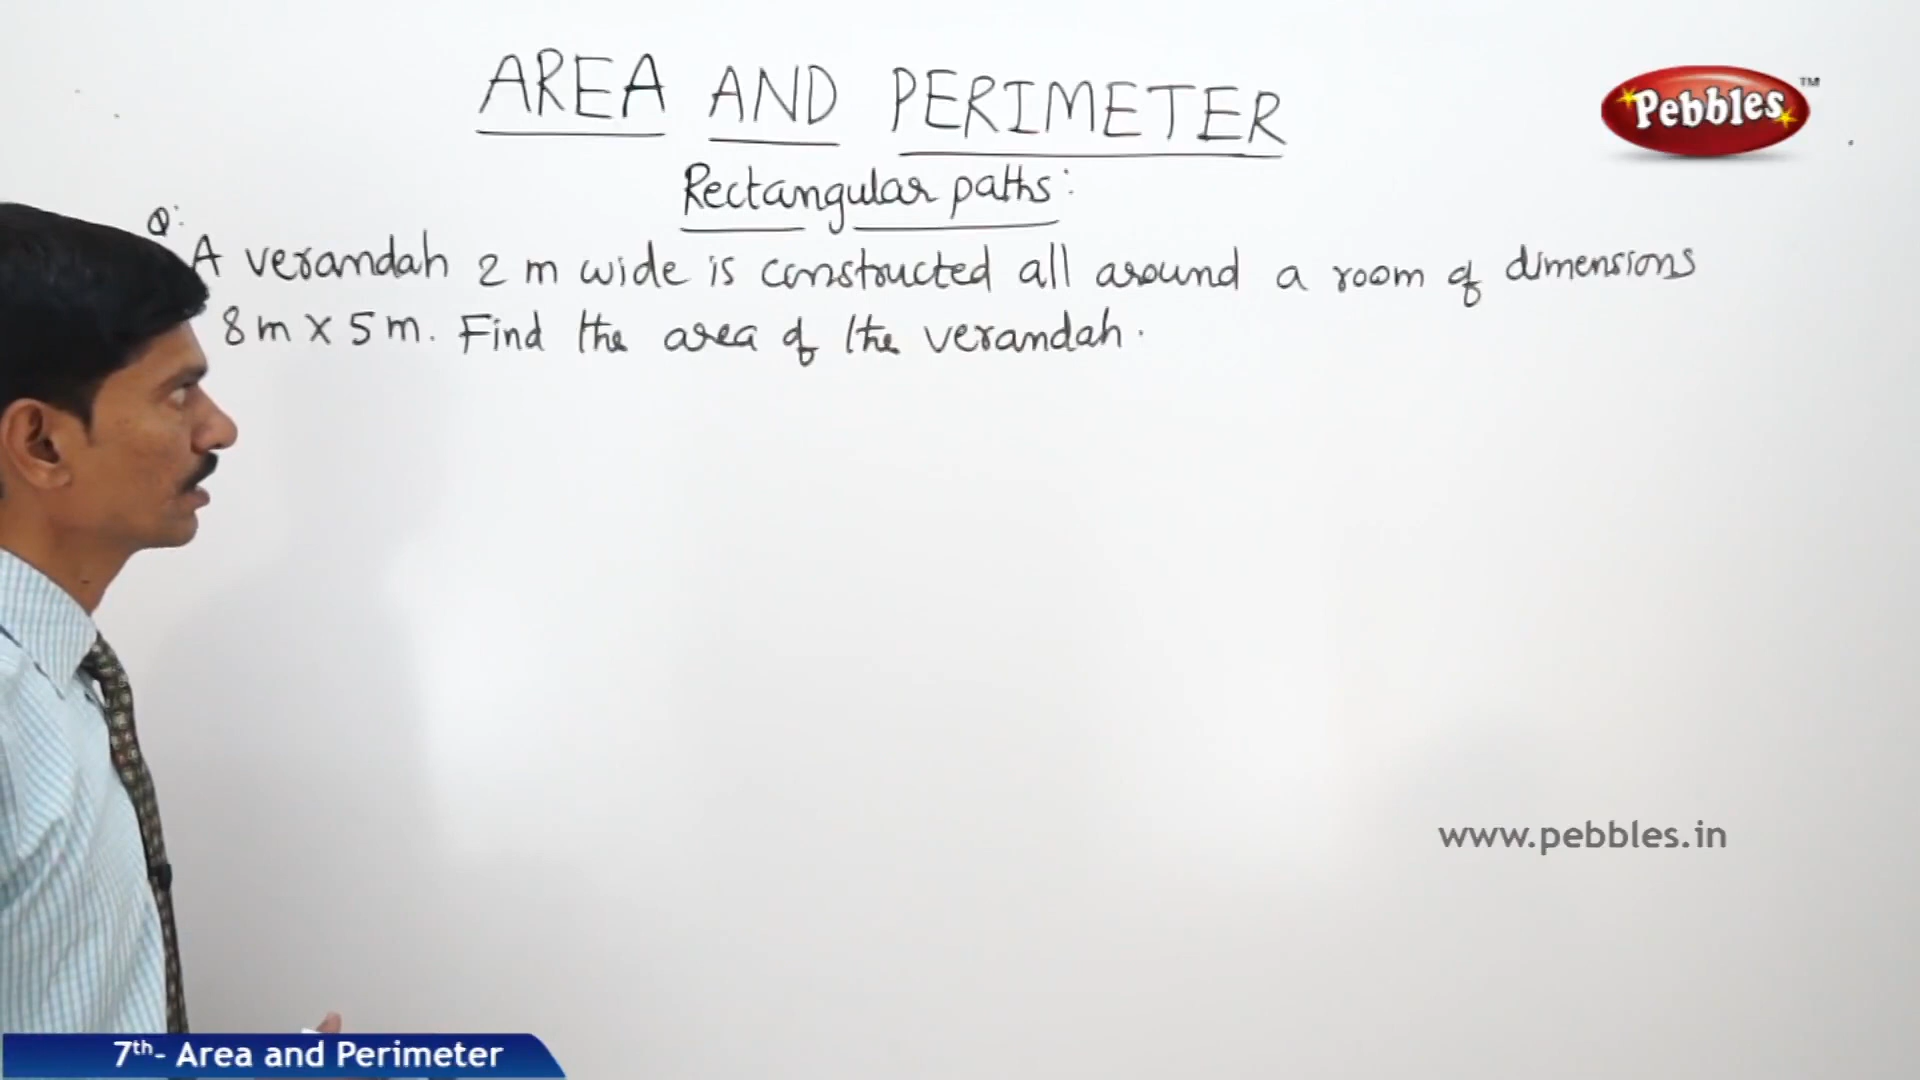 AREA AND PERIMETER
Pebbles™
Rectangular paths:
Q:
A verandah 2 m wide is constructed all around a room of dimensions
8 m x 5 m. Find the area of the verandah.
www.pebbles.in
7th- Area and Perimeter